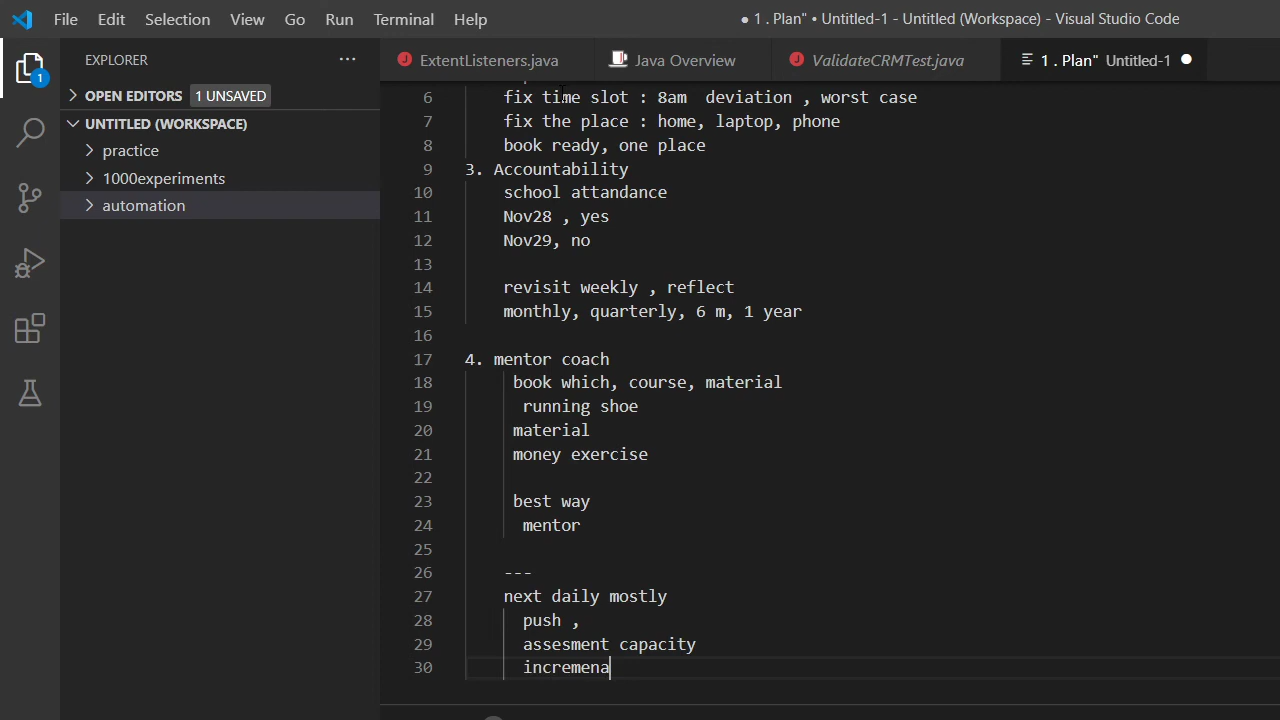 File Edit Selection View Go Run Terminal Help
● 1 . Plan" • Untitled-1 - Untitled (Workspace) - Visual Studio Code
EXPLORER ···
ExtentListeners.java
Java Overview
ValidateCRMTest.java
1 . Plan" Untitled-1 ●
1
OPEN EDITORS 1 UNSAVED
UNTITLED (WORKSPACE)
practice
1000experiments
automation
6 fix time slot : 8am  deviation , worst case
7 fix the place : home, laptop, phone
8 book ready, one place
9 3. Accountability
10 school attandance
11 Nov28 , yes
12 Nov29, no
13
14 revisit weekly , reflect
15 monthly, quarterly, 6 m, 1 year
16
17 4. mentor coach
18 book which, course, material
19 running shoe
20 material
21 money exercise
22
23 best way
24 mentor
25
26 ---
27 next daily mostly
28 push ,
29 assesment capacity
30 incremena